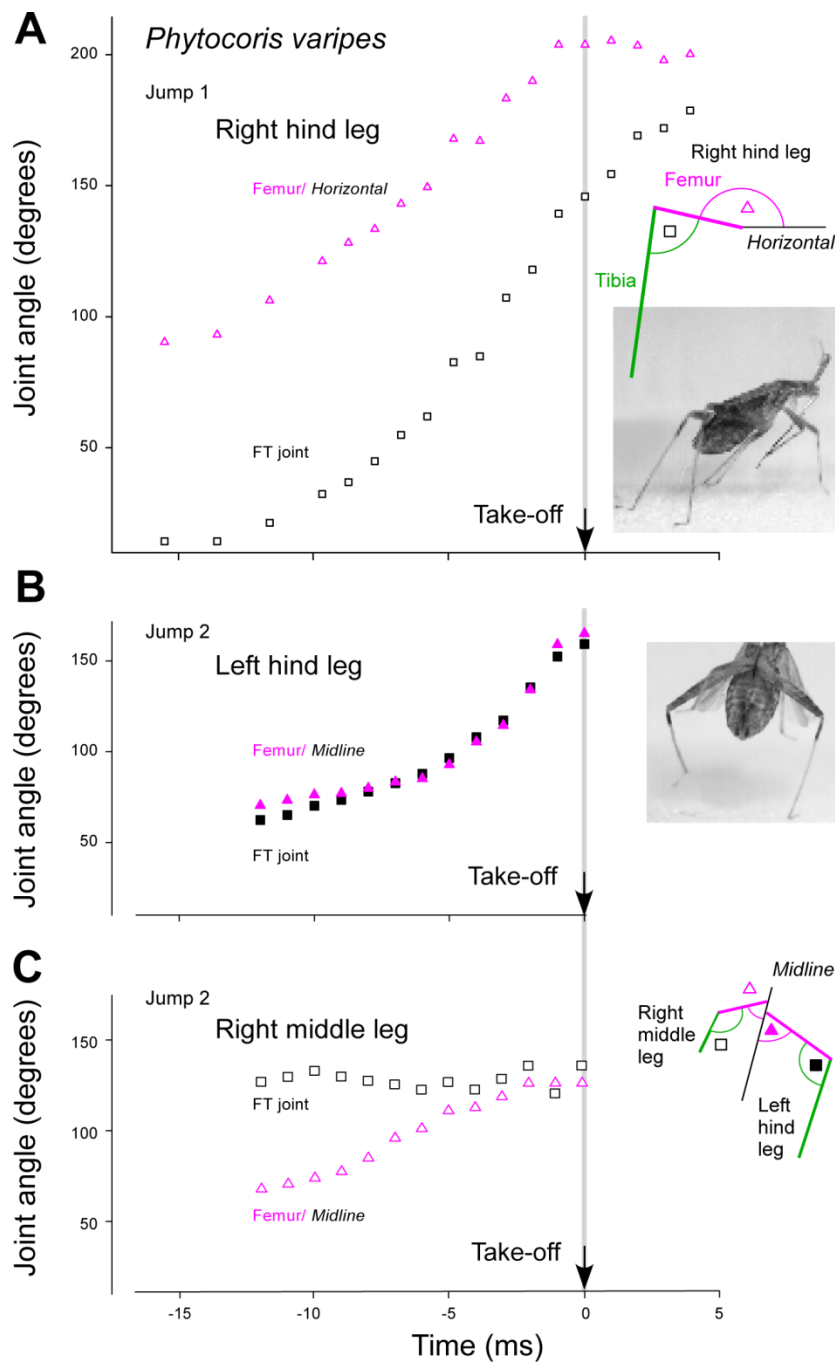 A
Phytocoris varipes
Jump 1
Right hind leg
Femur/ Horizontal
FT joint
Take-off
Joint angle (degrees)
200
150
100
50
Right hind leg
Femur
Horizontal
Tibia
B
Jump 2
Left hind leg
Femur/ Midline
FT joint
Take-off
Joint angle (degrees)
150
100
50
C
Jump 2
Right middle leg
FT joint
Femur/ Midline
Take-off
Joint angle (degrees)
150
100
50
Midline
Right
middle
leg
Left
hind
leg
-15
-10
-5
0
5
Time (ms)